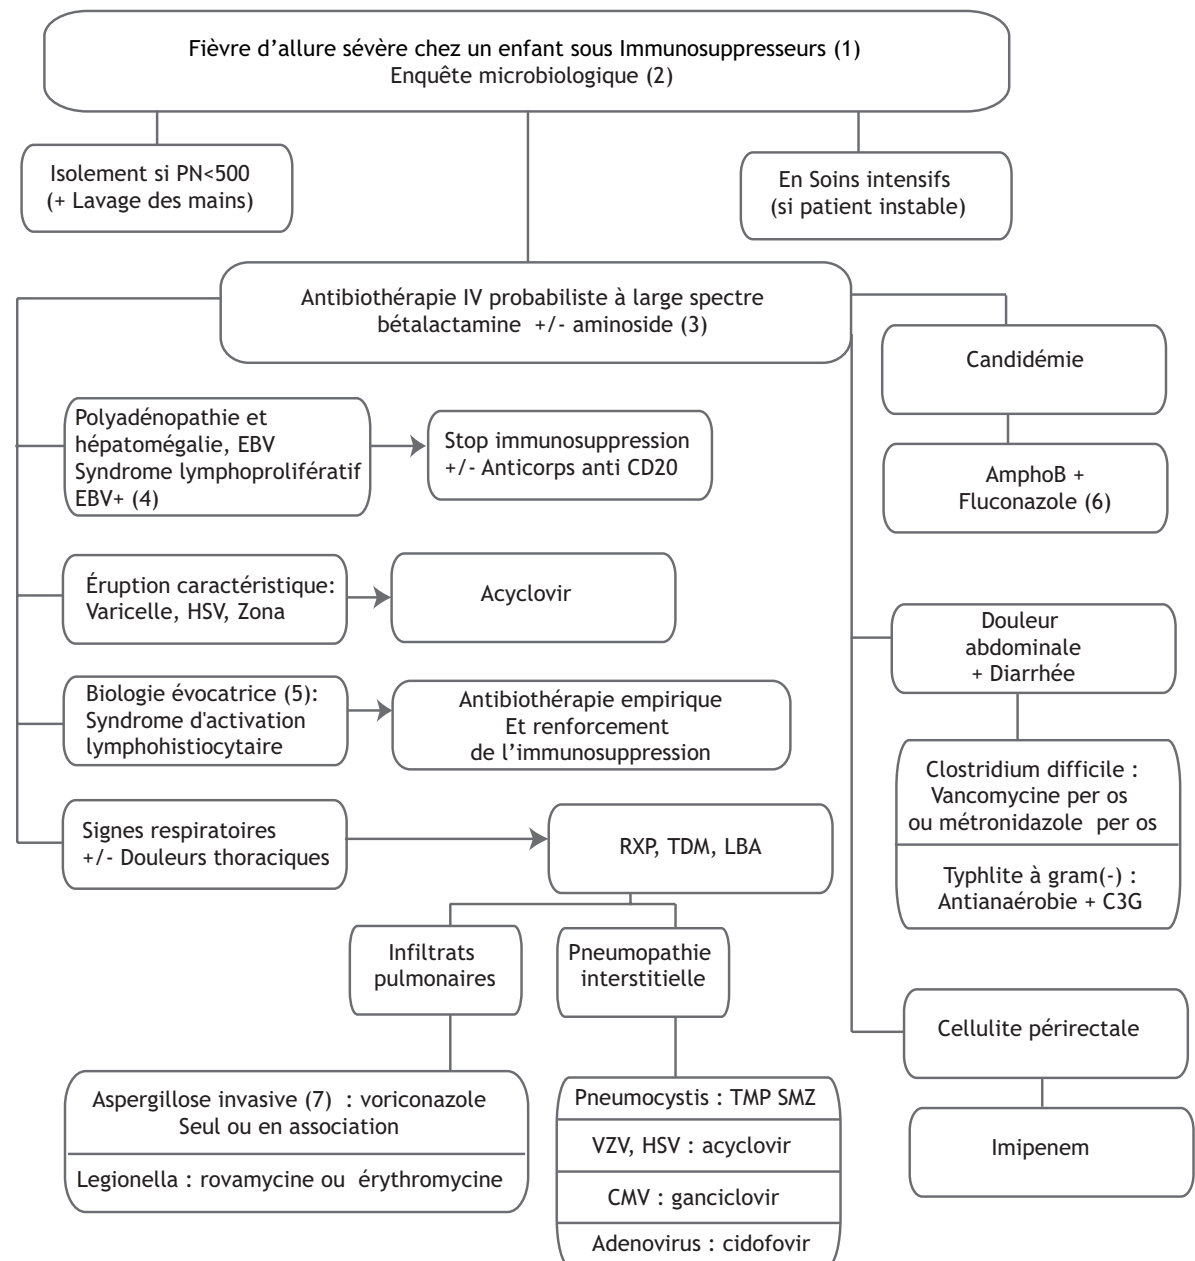 Fièvre d’allure sévère chez un enfant sous Immunosuppresseurs (1)
Enquête microbiologique (2)
Isolement si PN<500
(+ Lavage des mains)
En Soins intensifs
(si patient instable)
Antibiothérapie IV probabiliste à large spectre
bétalactamine +/- aminoside (3)
Candidémie
AmphoB +
Fluconazole (6)
Polyadénopathie et
hépatomégalie, EBV
Syndrome lymphoprolifératif
EBV+ (4)
Stop immunosuppression
+/- Anticorps anti CD20
Éruption caractéristique:
Varicelle, HSV, Zona
Acyclovir
Douleur
abdominale
+ Diarrhée
Biologie évocatrice (5):
Syndrome d'activation
lymphohistiocytaire
Antibiothérapie empirique
Et renforcement
de l’immunosuppression
Clostridium difficile :
Vancomycine per os
ou métronidazole per os
Typhlite à gram(-) :
Antianaérobie + C3G
Signes respiratoires
+/- Douleurs thoraciques
RXP, TDM, LBA
Infiltrats
pulmonaires
Pneumopathie
interstitielle
Cellulite périrectale
Imipenem
Aspergillose invasive (7) : voriconazole
Seul ou en association
Legionella : rovamycine ou érythromycine
Pneumocystis : TMP SMZ
VZV, HSV : acyclovir
CMV : ganciclovir
Adenovirus : cidofovir